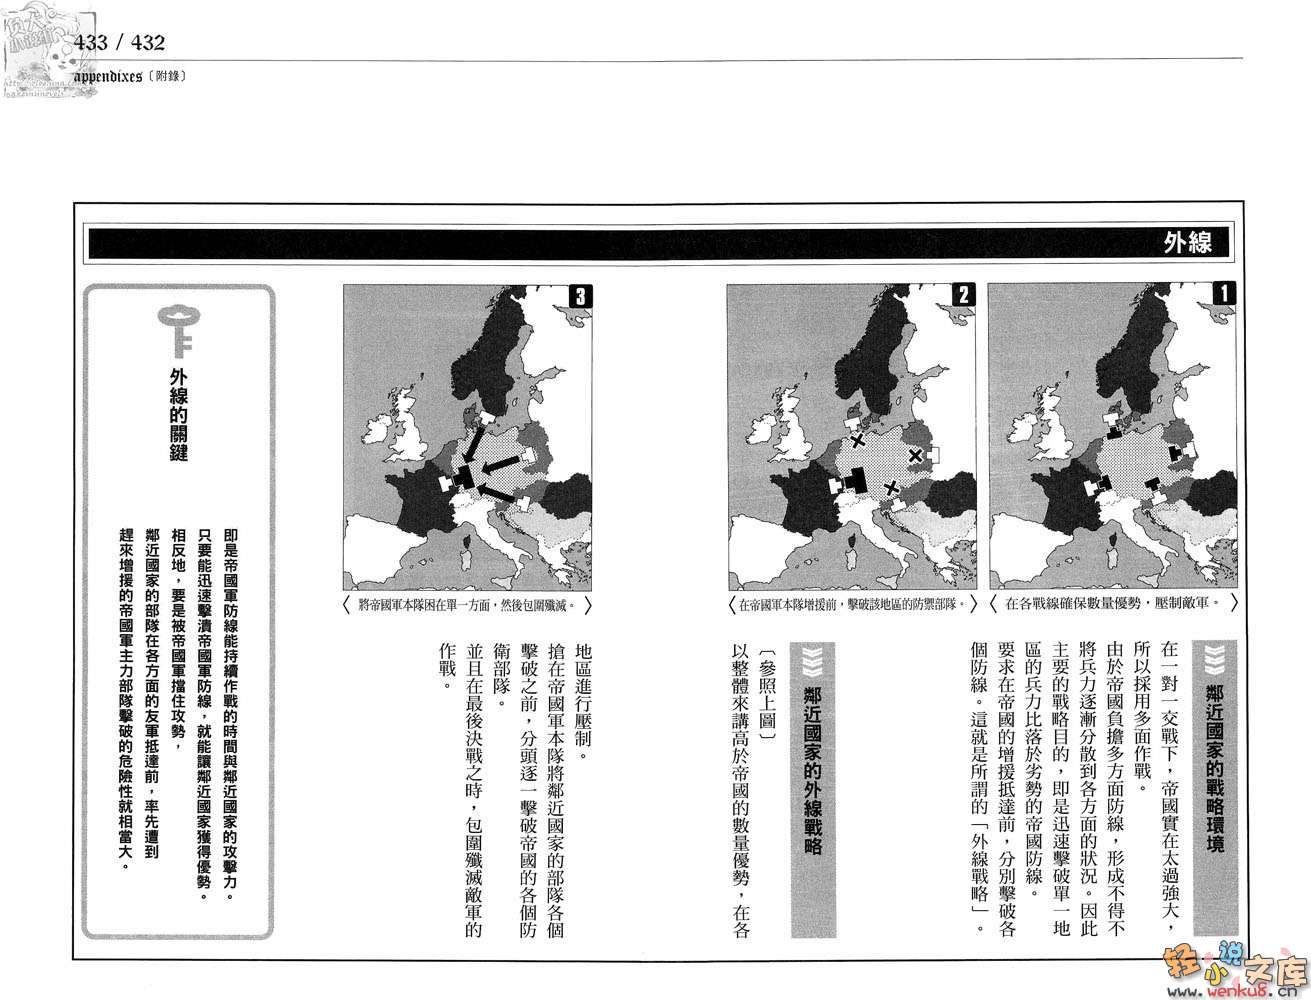 433 / 432
appendixes〔附錄〕
外線
1
在各戰線確保數量優勢，壓制敵軍。
2
在帝國軍本隊增援前，擊破該地區的防禦部隊。
3
將帝國軍本隊困在單一方面，然後包圍殲滅。
鄰近國家的戰略環境
在一對一交戰下，帝國實在太過強大，
所以採用多面作戰。
由於帝國負擔多方面防線，形成不得不
將兵力逐漸分散到各方面的狀況。因此
主要的戰略目的，即是迅速擊破單一地
區的兵力比落於劣勢的帝國防線。
要求在帝國的增援抵達前，分別擊破各
個防線。這就是所謂的「外線戰略」。
鄰近國家的外線戰略
〔參照上圖〕
以整體來講高於帝國的數量優勢，在各
地區進行壓制。
搶在帝國軍本隊將鄰近國家的部隊各個
擊破之前，分頭逐一擊破帝國的各個防
衛部隊。
並且在最後決戰之時，包圍殲滅敵軍的
作戰。
外線的關鍵
即是帝國軍防線能持續作戰的時間與鄰近國家的攻擊力。
只要能迅速擊潰帝國軍防線，就能讓鄰近國家獲得優勢。
相反地，要是被帝國軍擋住攻勢，
鄰近國家的部隊在各方面的友軍抵達前，率先遭到
趕來增援的帝國軍主力部隊擊破的危險性就相當大。
轻小说文库
www.wenku8.cn